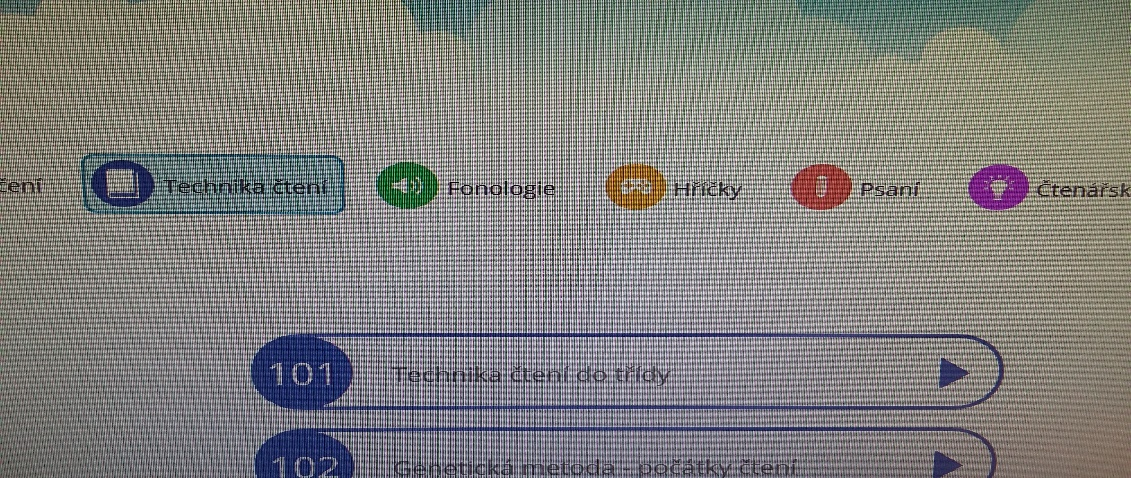 čení Technika čtení Fonologie Hříčky Psaní Čtenářsk
101 Technika čtení do třídy
102 Genetická metoda - počátky čtení